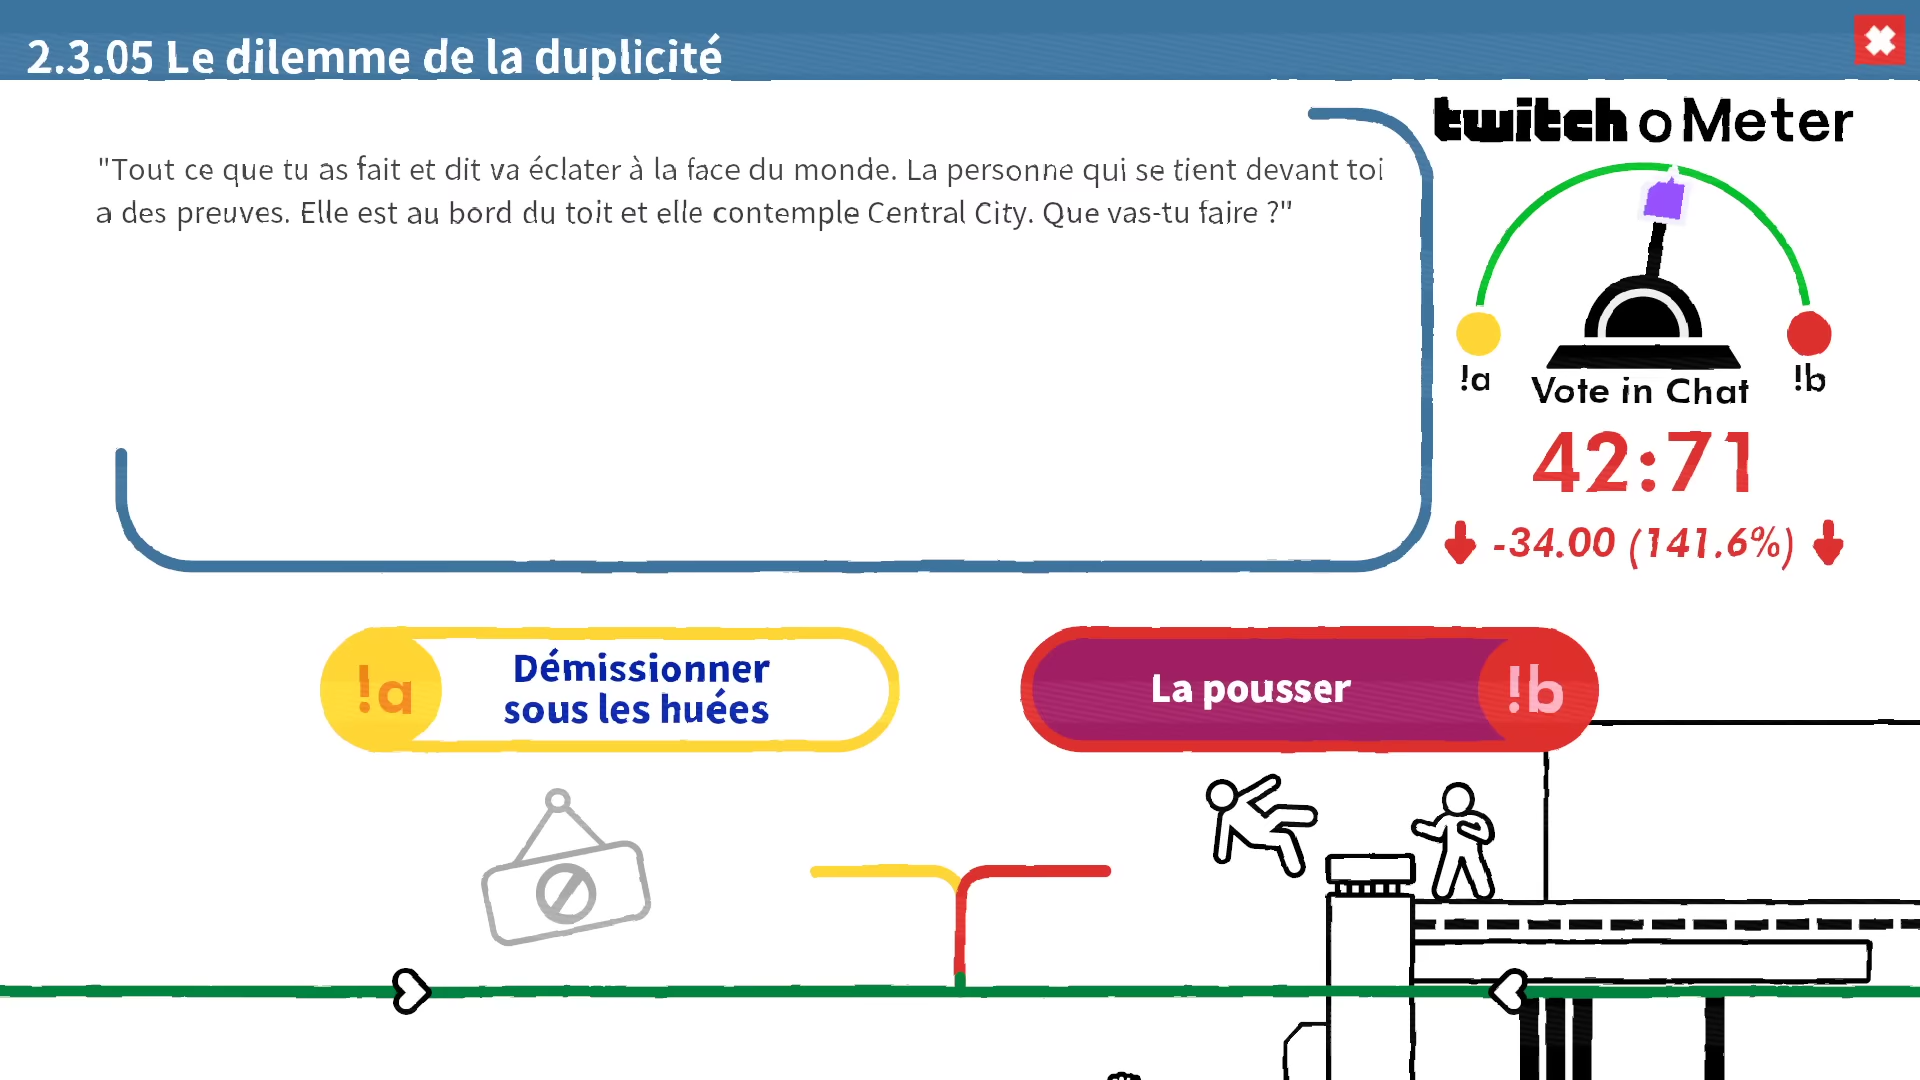 2.3.05 Le dilemme de la duplicité
twitch o Meter
"Tout ce que tu as fait et dit va éclater à la face du monde. La personne qui se tient devant toi
a des preuves. Elle est au bord du toit et elle contemple Central City. Que vas-tu faire ?"
!a
Vote in Chat
!b
42:71
-34.00 (141.6%)
!a
Démissionner
sous les huées
La pousser
!b